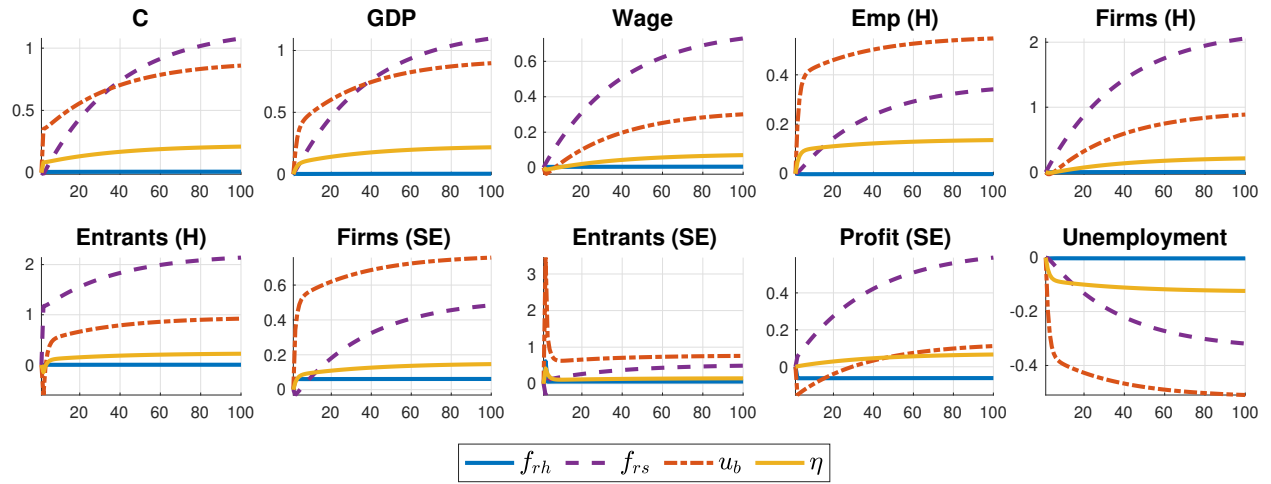 C GDP Wage Emp (H) Firms (H)
1 1 0.6 0.4 2
0.5 0.5 0.4 0.2 1
0 0 0.2 0 0
0
20 40 60 80 100 20 40 60 80 100 20 40 60 80 100 20 40 60 80 100 20 40 60 80 100
Entrants (H) Firms (SE) Entrants (SE) Profit (SE) Unemployment
2 0.6 3 0.4 0
1 0.4 2 0.2 -0.2
0 0.2 1 0 -0.4
0 0
20 40 60 80 100 20 40 60 80 100 20 40 60 80 100 20 40 60 80 100 20 40 60 80 100
f_rh f_rs u_b η